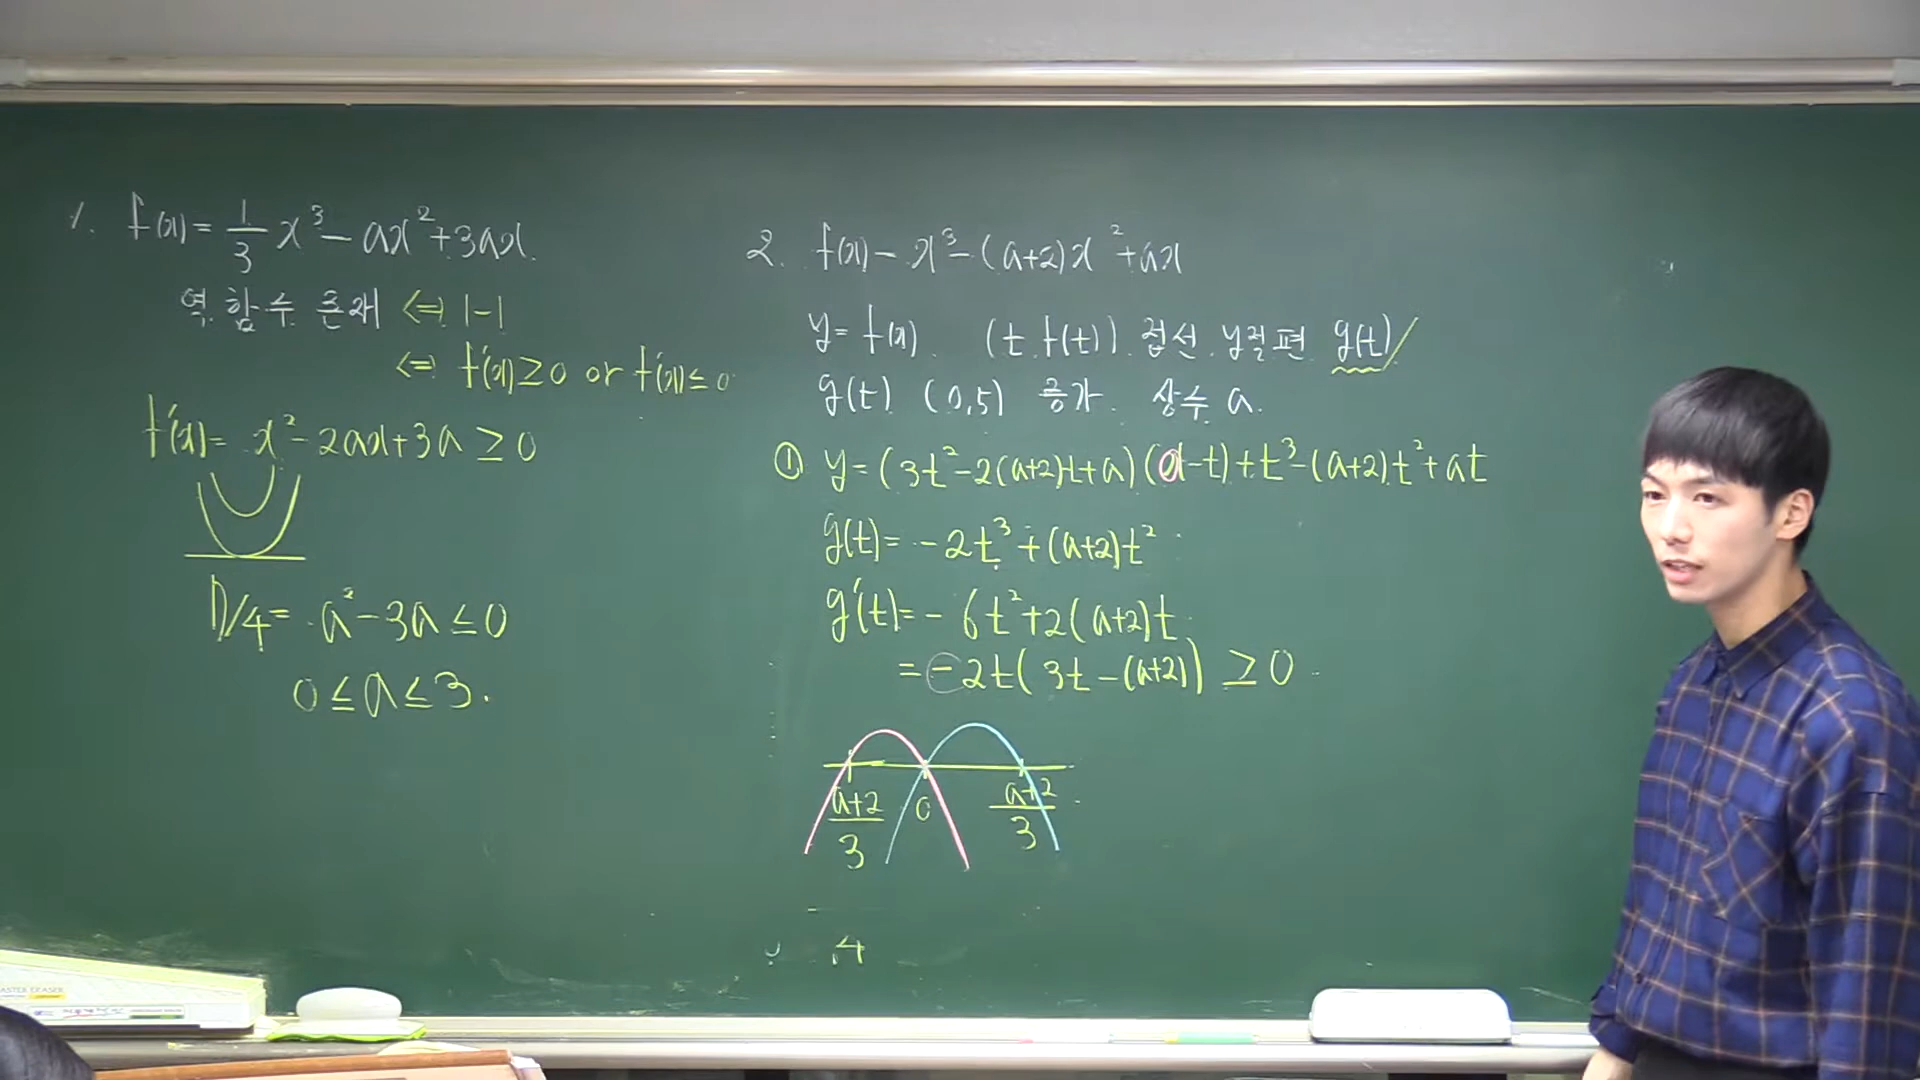 1. f(x)= 1/3 x³ - ax² + 3ax.
역함수 존재 ⇔ 1-1
⇔ f'(x)≥0 or f'(x)≤0
f'(x)= x² - 2ax + 3a ≥ 0
D/4 = a² - 3a ≤ 0
0 ≤ a ≤ 3.
2. f(x) - x³ - (a+2)x² + ax
y = f(x). (t f(t)) 접선 y절편 g(t)
g(t) (0,5) 증가. 상수 a.
① y = (3t² - 2(a+2)t + a)(x-t) + t³ - (a+2)t² + at
g(t) = -2t³ + (a+2)t²
g'(t) = -6t² + 2(a+2)t
= -2t(3t - (a+2)) ≥ 0
a+2/3 0 a+2/3
4